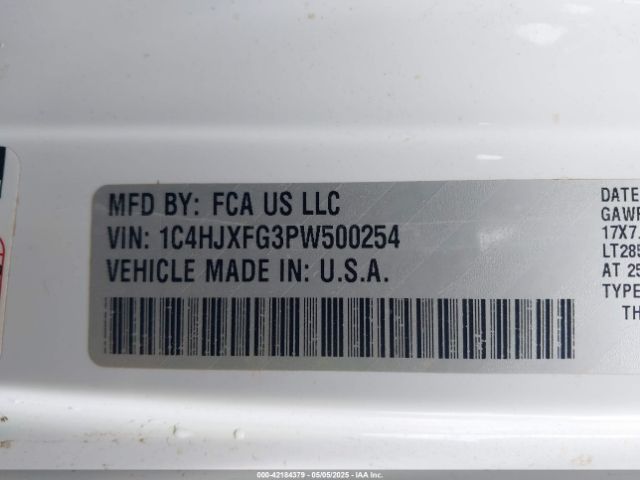 MFD BY: FCA US LLC
VIN: 1C4HJXFG3PW500254
VEHICLE MADE IN: U.S.A.
DATE
GAWR
17X7.
LT285
AT 25
TYPE
TH
000-42184379 - 05/05/2025 - IAA Inc.